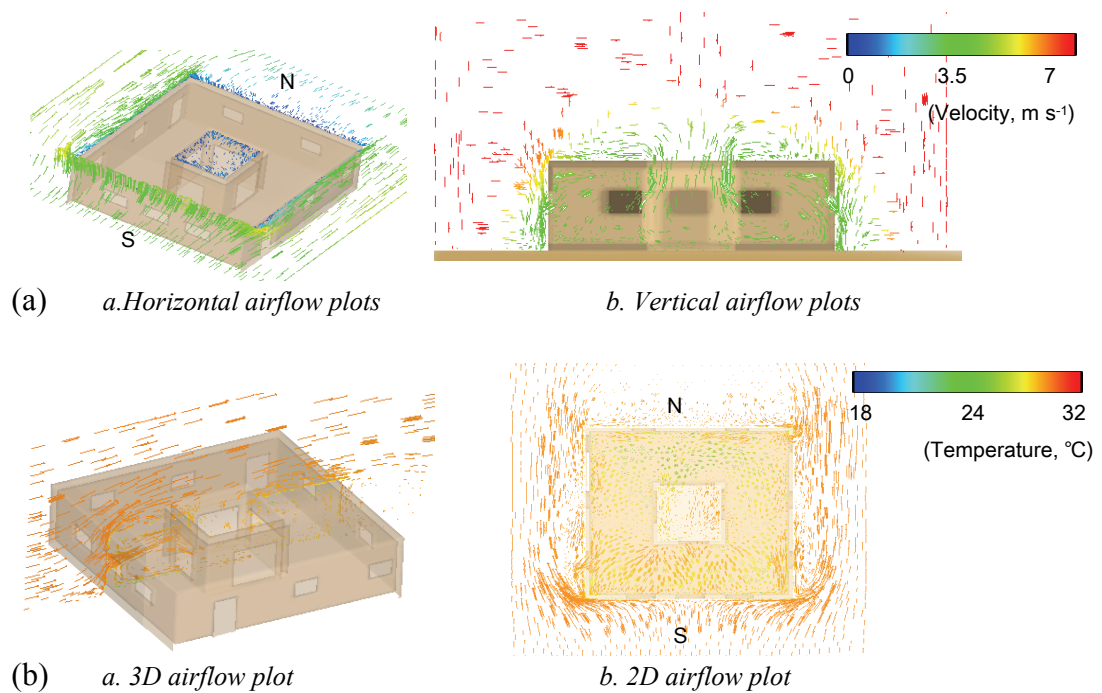 N
S
0 3.5 7
(Velocity, m s-1)
(a) a.Horizontal airflow plots b. Vertical airflow plots
N
S
18 24 32
(Temperature, °C)
(b) a. 3D airflow plot b. 2D airflow plot